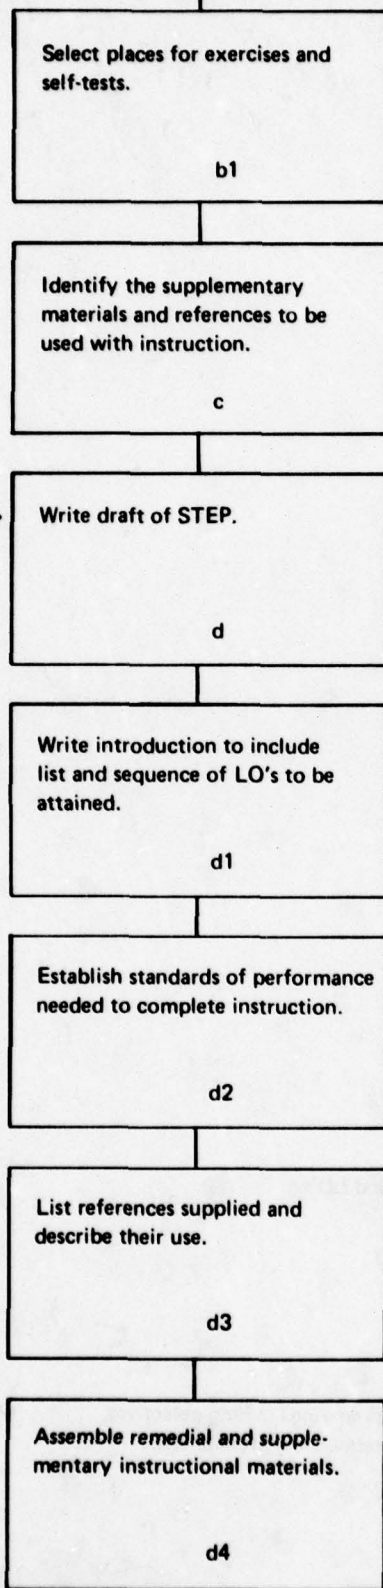 Select places for exercises and
self-tests.
b1
Identify the supplementary
materials and references to be
used with instruction.
c
Write draft of STEP.
d
Write introduction to include
list and sequence of LO's to be
attained.
d1
Establish standards of performance
needed to complete instruction.
d2
List references supplied and
describe their use.
d3
Assemble remedial and supple-
mentary instructional materials.
d4